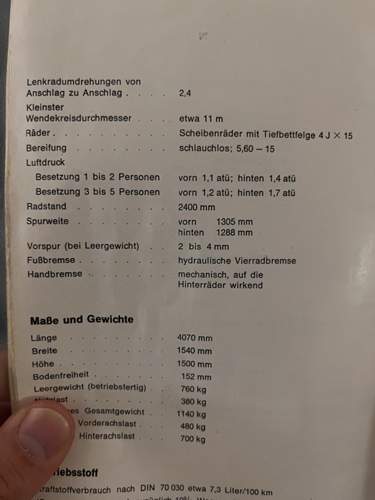 Lenkradumdrehungen von
Anschlag zu Anschlag . . . . 2,4
Kleinster
Wendekreisdurchmesser . . . . etwa 11 m
Räder . . . . . . . . . Scheibenräder mit Tiefbettfelge 4 J × 15
Bereifung . . . . . . . schlauchlos; 5,60 – 15
Luftdruck
Besetzung 1 bis 2 Personen vorn 1,1 atü; hinten 1,4 atü
Besetzung 3 bis 5 Personen vorn 1,2 atü; hinten 1,7 atü
Radstand . . . . . . . 2400 mm
Spurweite . . . . . . . vorn 1305 mm
hinten 1288 mm
Vorspur (bei Leergewicht) . . 2 bis 4 mm
Fußbremse . . . . . . . hydraulische Vierradbremse
Handbremse . . . . . . mechanisch, auf die
Hinterräder wirkend
Maße und Gewichte
Länge . . . . . . . . 4070 mm
Breite . . . . . . . . 1540 mm
Höhe . . . . . . . . 1500 mm
Bodenfreiheit . . . . . . 152 mm
Leergewicht (betriebsfertig) . . 760 kg
. . . . . 380 kg
Gesamtgewicht . . 1140 kg
Vorderachslast . . 480 kg
Hinterachslast . . 700 kg
nach DIN 70 030 etwa 7,3 Liter/100 km